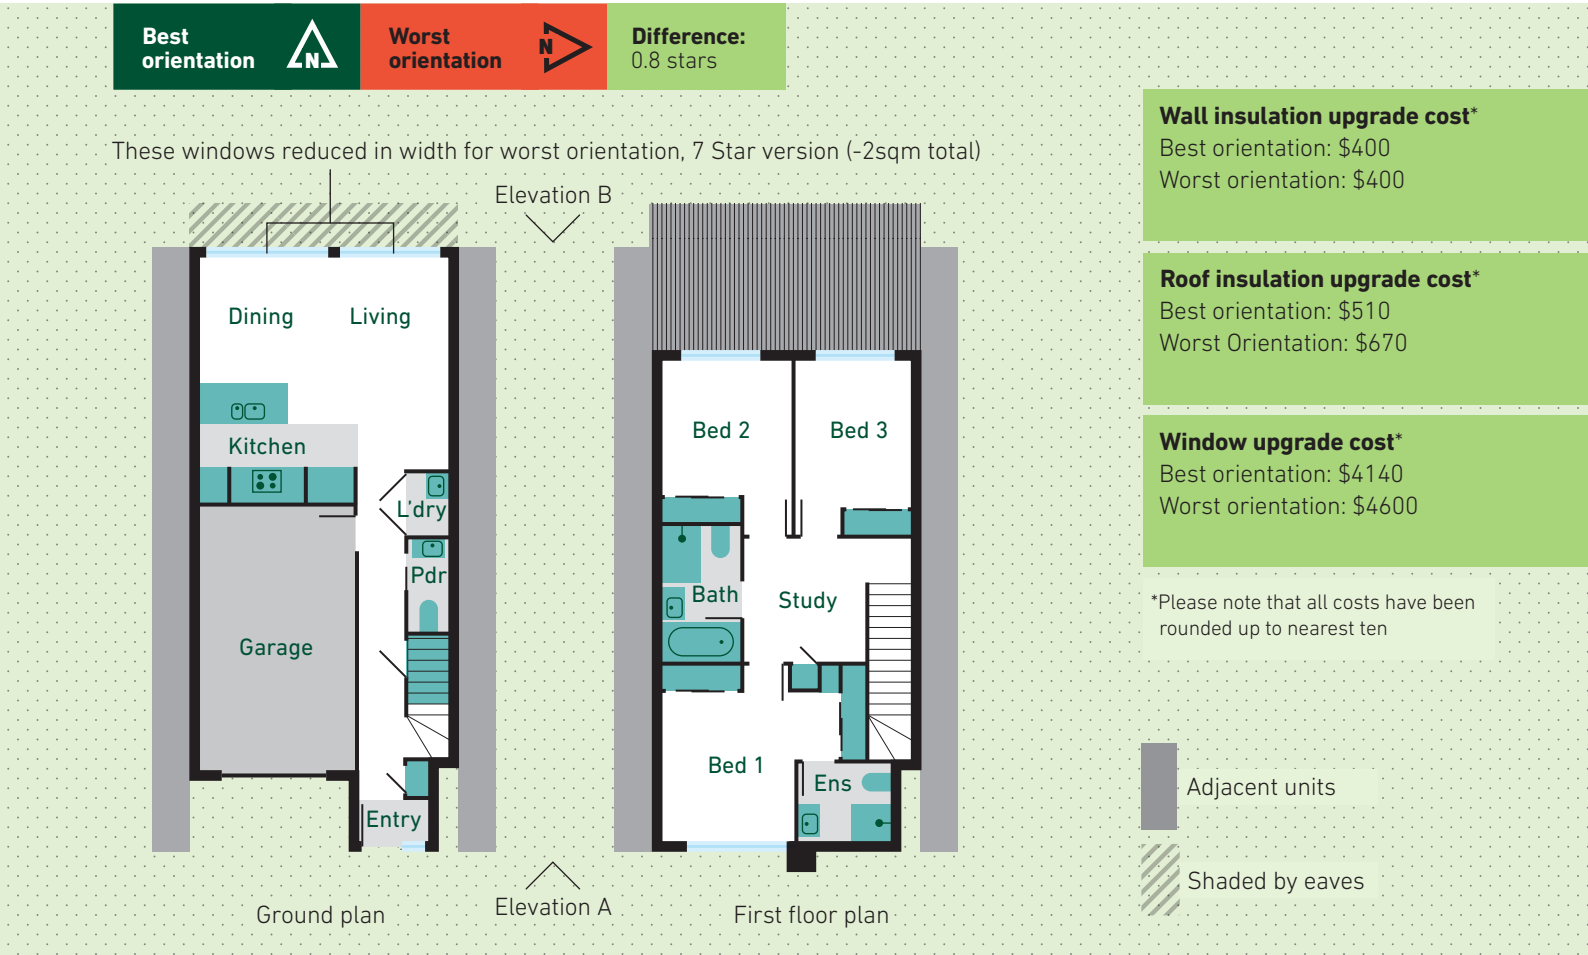 Best
orientation
N
Worst
orientation
N
Difference:
0.8 stars
These windows reduced in width for worst orientation, 7 Star version (-2sqm total)
Elevation B
Dining
Living
Kitchen
L'dry
Pdr
Garage
Entry
Ground plan
Elevation A
Bed 2
Bed 3
Bath
Study
Bed 1
Ens
First floor plan
Wall insulation upgrade cost*
Best orientation: $400
Worst orientation: $400
Roof insulation upgrade cost*
Best orientation: $510
Worst Orientation: $670
Window upgrade cost*
Best orientation: $4140
Worst orientation: $4600
*Please note that all costs have been
rounded up to nearest ten
Adjacent units
Shaded by eaves